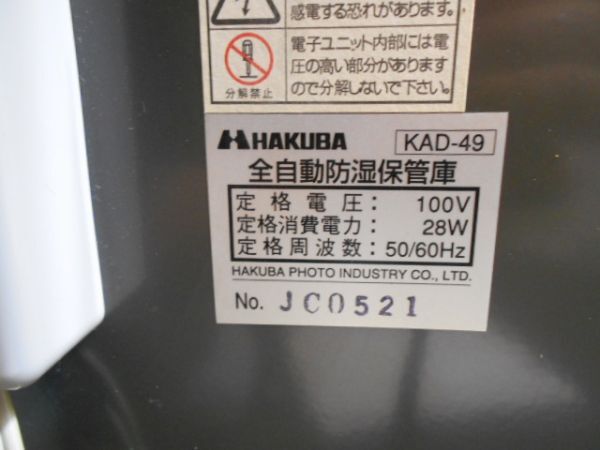 感電する恐れがあります。
分解禁止
電子ユニット内部には電
圧の高い部分があります
ので分解しないで下さい。
HAKUBA KAD-49
全自動防湿保管庫
定格電圧: 100V
定格消費電力: 28W
定格周波数: 50/60Hz
HAKUBA PHOTO INDUSTRY CO., LTD.
No. JC0521